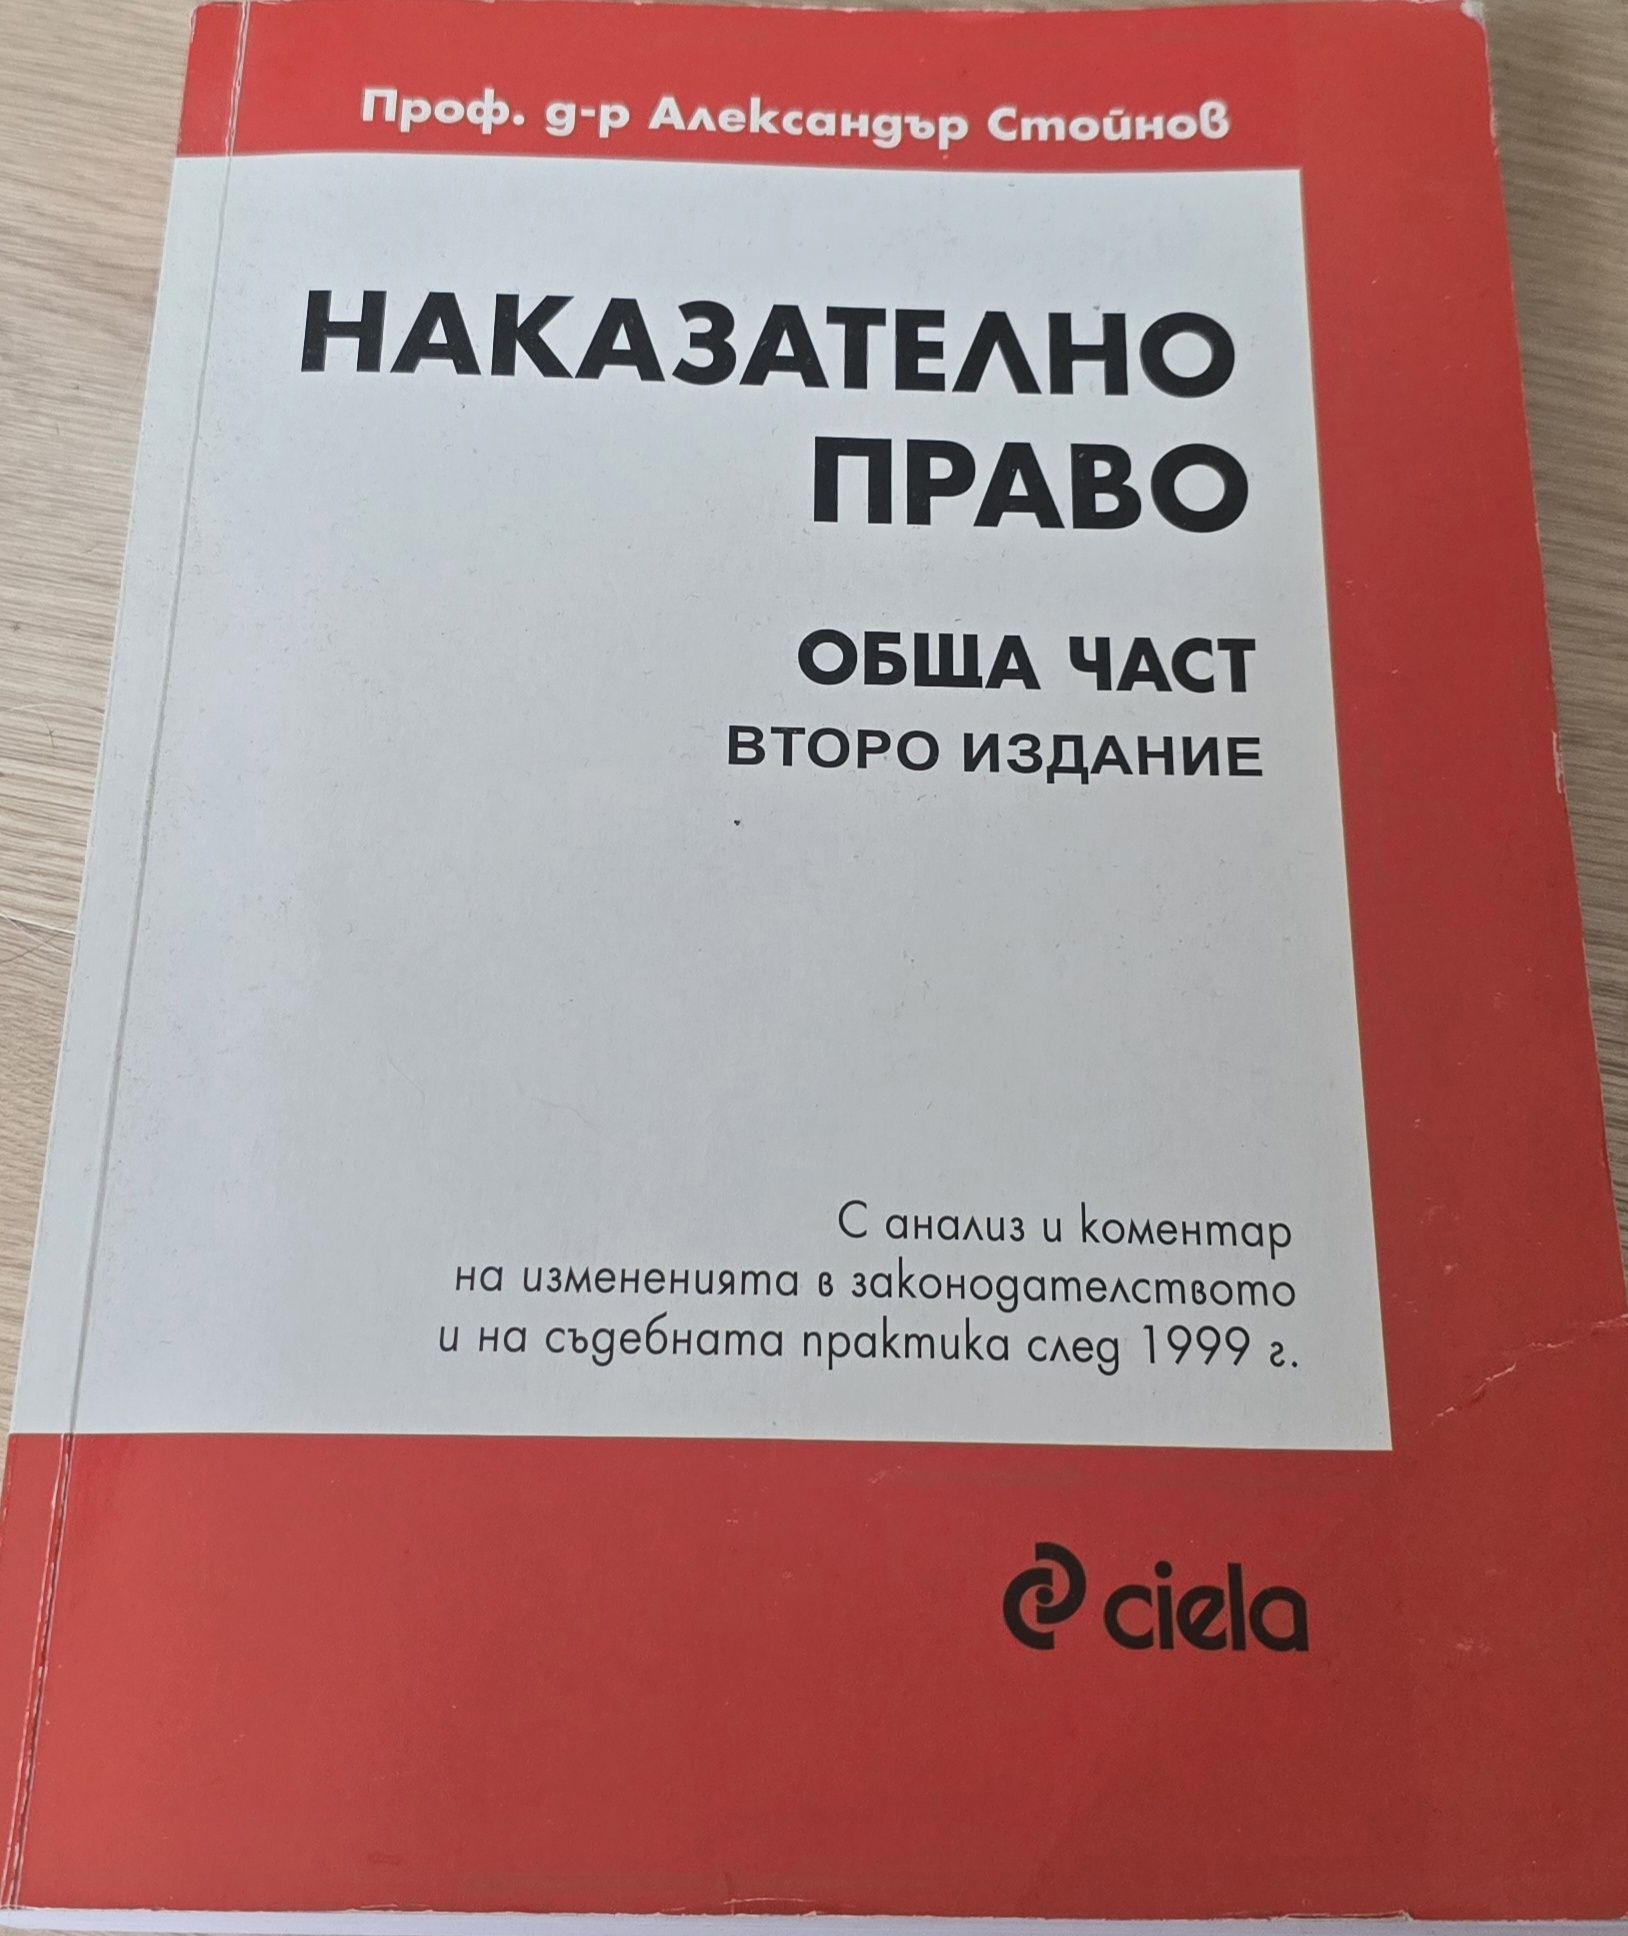 Проф. д-р Александър Стойнов
НАКАЗАТЕЛНО
ПРАВО
ОБЩА ЧАСТ
ВТОРО ИЗДАНИЕ
С анализ и коментар
на измененията в законодателството
и на съдебната практика след 1999 г.
ciela